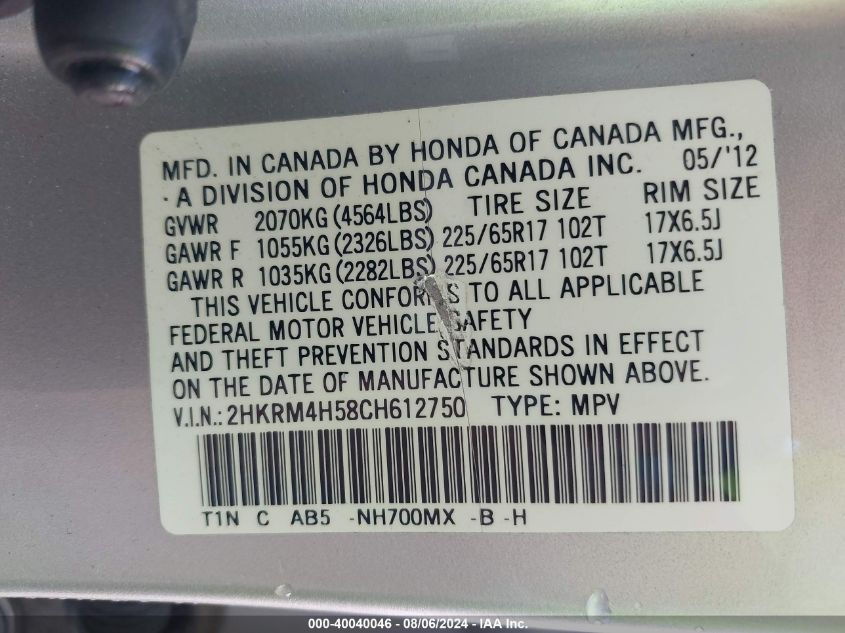 MFD. IN CANADA BY HONDA OF CANADA MFG.,
·A DIVISION OF HONDA CANADA INC. 05/'12
GVWR 2070KG (4564LBS) TIRE SIZE RIM SIZE
GAWR F 1055KG (2326LBS) 225/65R17 102T 17X6.5J
GAWR R 1035KG (2282LBS) 225/65R17 102T 17X6.5J
THIS VEHICLE CONFORMS TO ALL APPLICABLE
FEDERAL MOTOR VEHICLE SAFETY
AND THEFT PREVENTION STANDARDS IN EFFECT
ON THE DATE OF MANUFACTURE SHOWN ABOVE.
V.I.N.: 2HKRM4H58CH612750 TYPE: MPV
T1N C AB5 -NH700MX -B -H
000-40040046 - 08/06/2024 - IAA Inc.